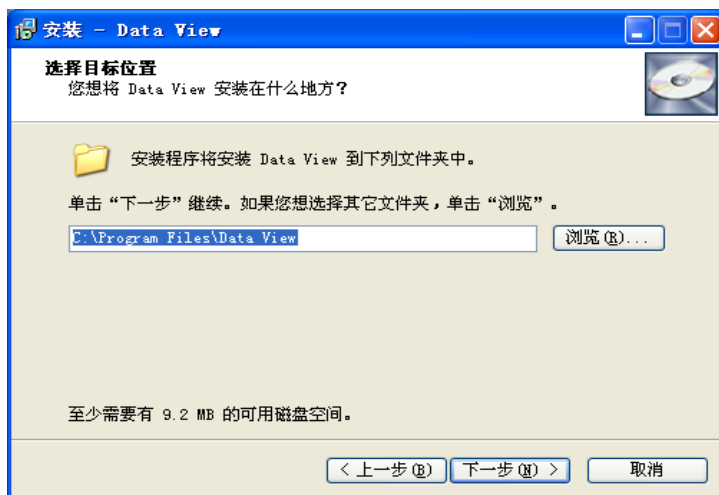 安装 - Data View
选择目标位置
您想将 Data View 安装在什么地方?
安装程序将安装 Data View 到下列文件夹中。
单击“下一步”继续。如果您想选择其它文件夹,单击“浏览”。
C:\Program Files\Data View
浏览(R)...
至少需要有 9.2 MB 的可用磁盘空间。
< 上一步(B)
下一步(N) >
取消